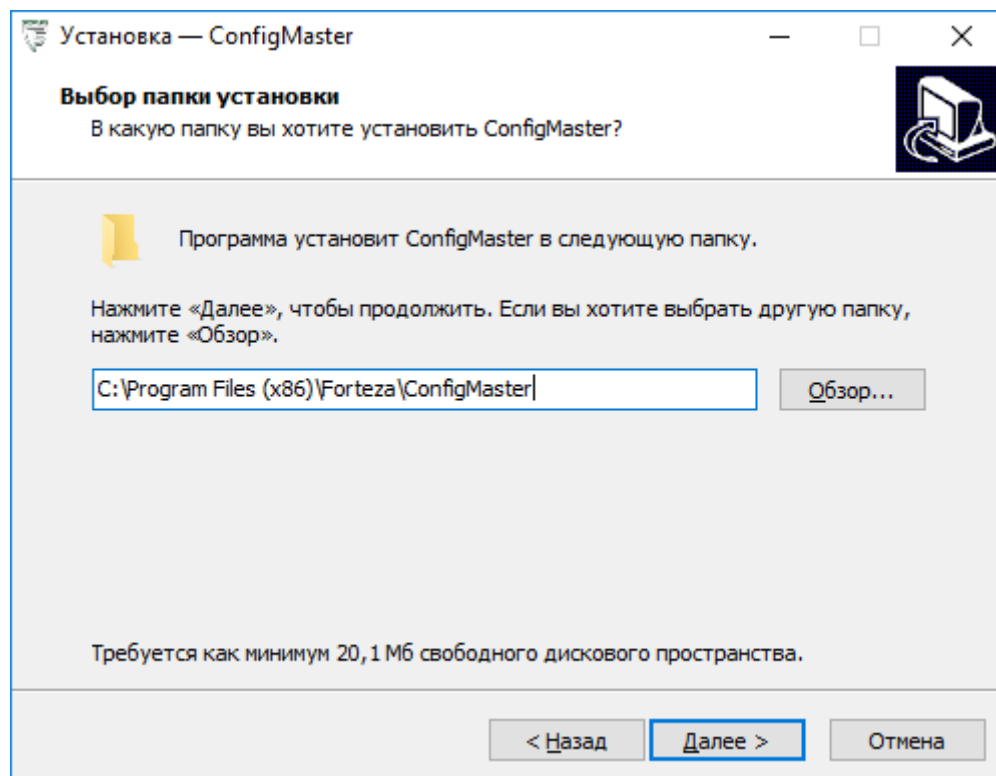 Установка — ConfigMaster
Выбор папки установки
В какую папку вы хотите установить ConfigMaster?
Программа установит ConfigMaster в следующую папку.
Нажмите «Далее», чтобы продолжить. Если вы хотите выбрать другую папку,
нажмите «Обзор».
C:\Program Files (x86)\Forteza\ConfigMaster
Обзор...
Требуется как минимум 20,1 Мб свободного дискового пространства.
< Назад
Далее >
Отмена